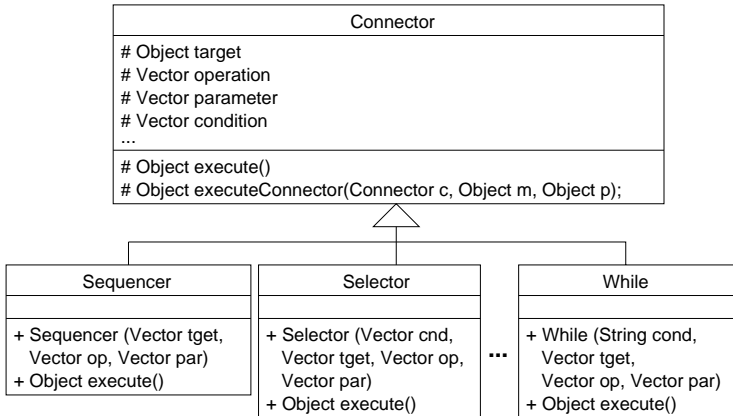 Connector
# Object target
# Vector operation
# Vector parameter
# Vector condition
...
# Object execute()
# Object executeConnector(Connector c, Object m, Object p);
Sequencer
+ Sequencer (Vector tget,
Vector op, Vector par)
+ Object execute()
Selector
+ Selector (Vector cnd,
Vector tget, Vector op,
Vector par)
+ Object execute()
...
While
+ While (String cond,
Vector tget,
Vector op, Vector par)
+ Object execute()